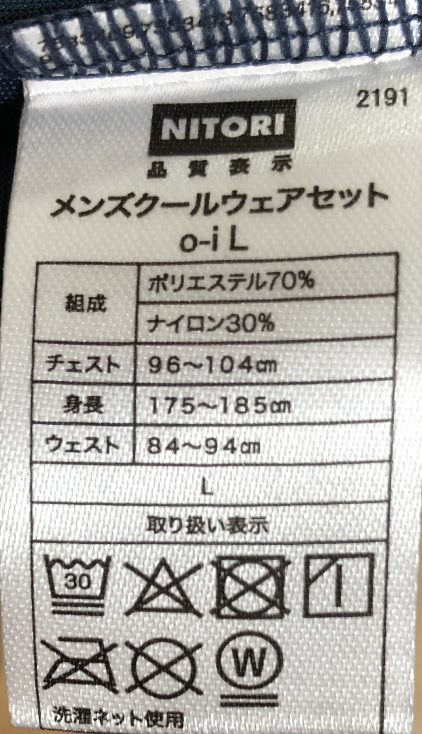 2191
NITORI
品質表示
メンズクールウェアセット
o-i L
組成 ポリエステル70%
ナイロン30%
チェスト 96〜104cm
身長 175〜185cm
ウェスト 84〜94cm
L
取り扱い表示
30
W
洗濯ネット使用